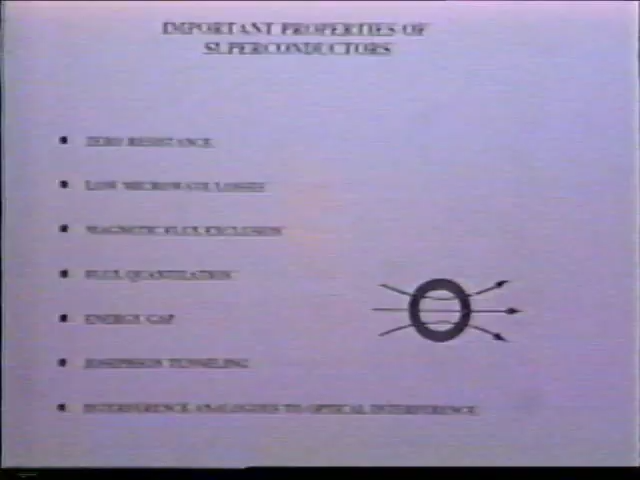 IMPORTANT PROPERTIES OF
SUPERCONDUCTORS
ZERO RESISTANCE
LOW MICROWAVE LOSSES
MAGNETIC FLUX EXCLUSION
FLUX QUANTIZATION
ENERGY GAP
JOSEPHSON TUNNELING
INTERFERENCE ANALOGIES TO OPTICAL INTERFERENCE